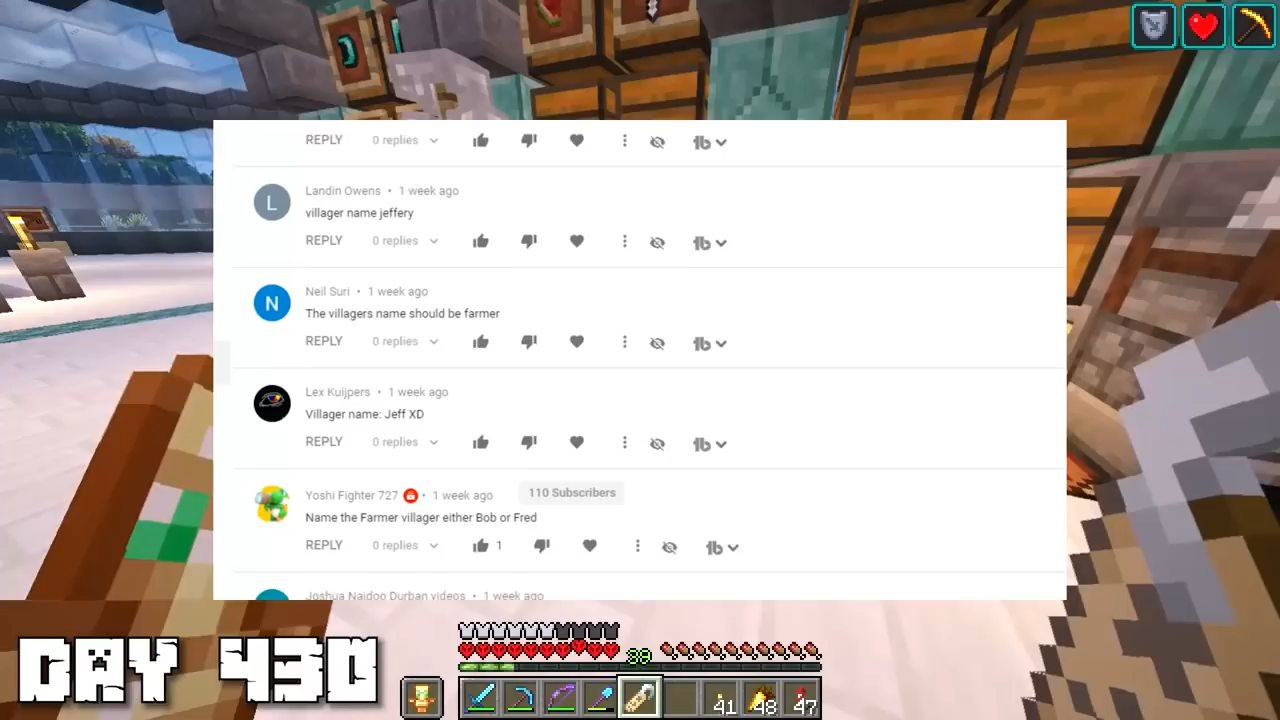 REPLY 0 replies
Landin Owens • 1 week ago
villager name jeffery
REPLY 0 replies
Neil Suri • 1 week ago
The villagers name should be farmer
REPLY 0 replies
Lex Kuijpers • 1 week ago
Villager name: Jeff XD
REPLY 0 replies
Yoshi Fighter 727 • 1 week ago 110 Subscribers
Name the Farmer villager either Bob or Fred
REPLY 0 replies 1
Joshua Naidoo Durban videos • 1 week ago
DAY 430
38
41 48 47